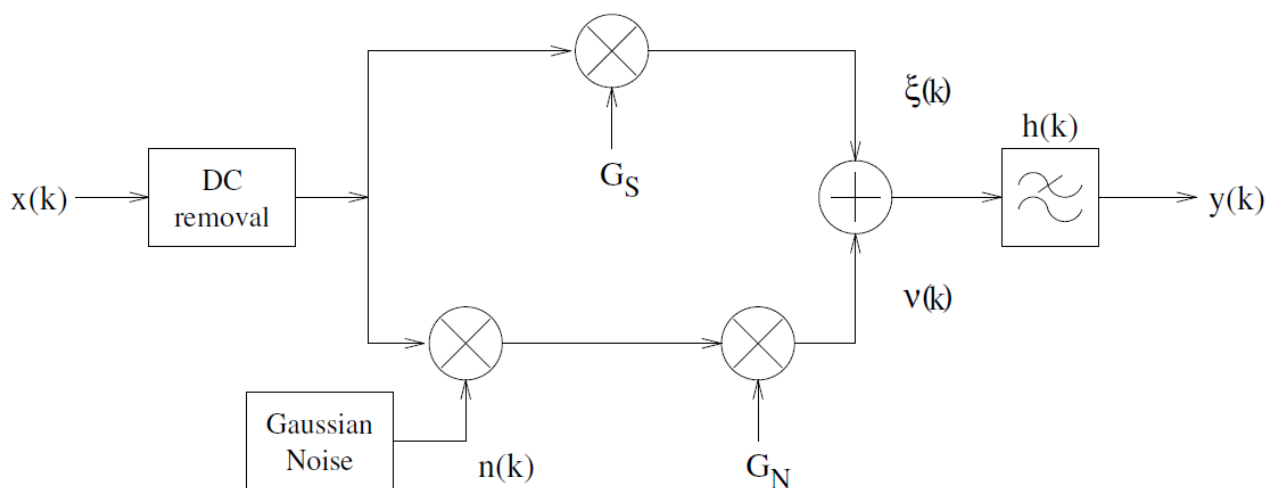 ξ(k)
h(k)
x(k)
DC
removal
G_S
y(k)
ν(k)
Gaussian
Noise
n(k)
G_N